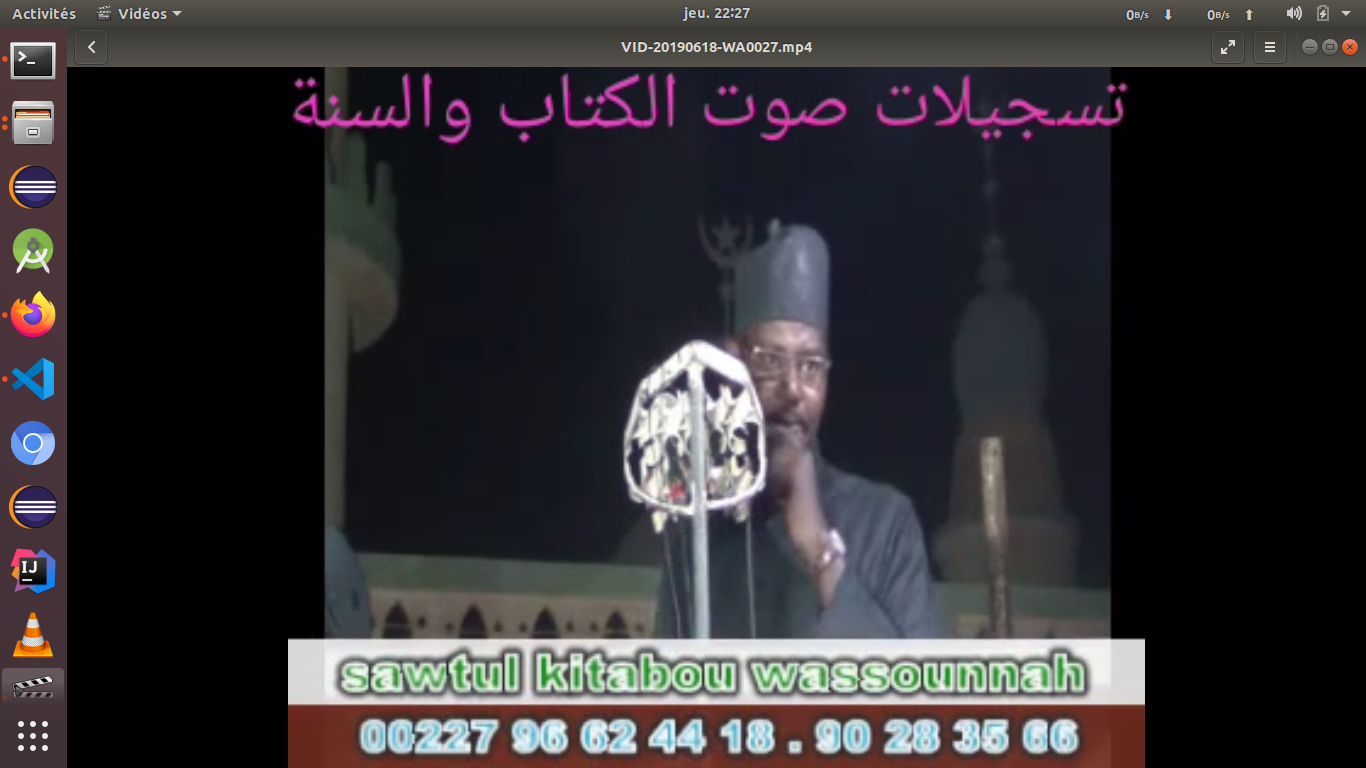 Activités Vidéos jeu. 22:27 0B/s 0B/s
VID-20190618-WA0027.mp4
تسجيلات صوت الكتاب والسنة
sawtul kitabou wassounnah
00227 96 62 44 18 . 90 28 35 66
IJ